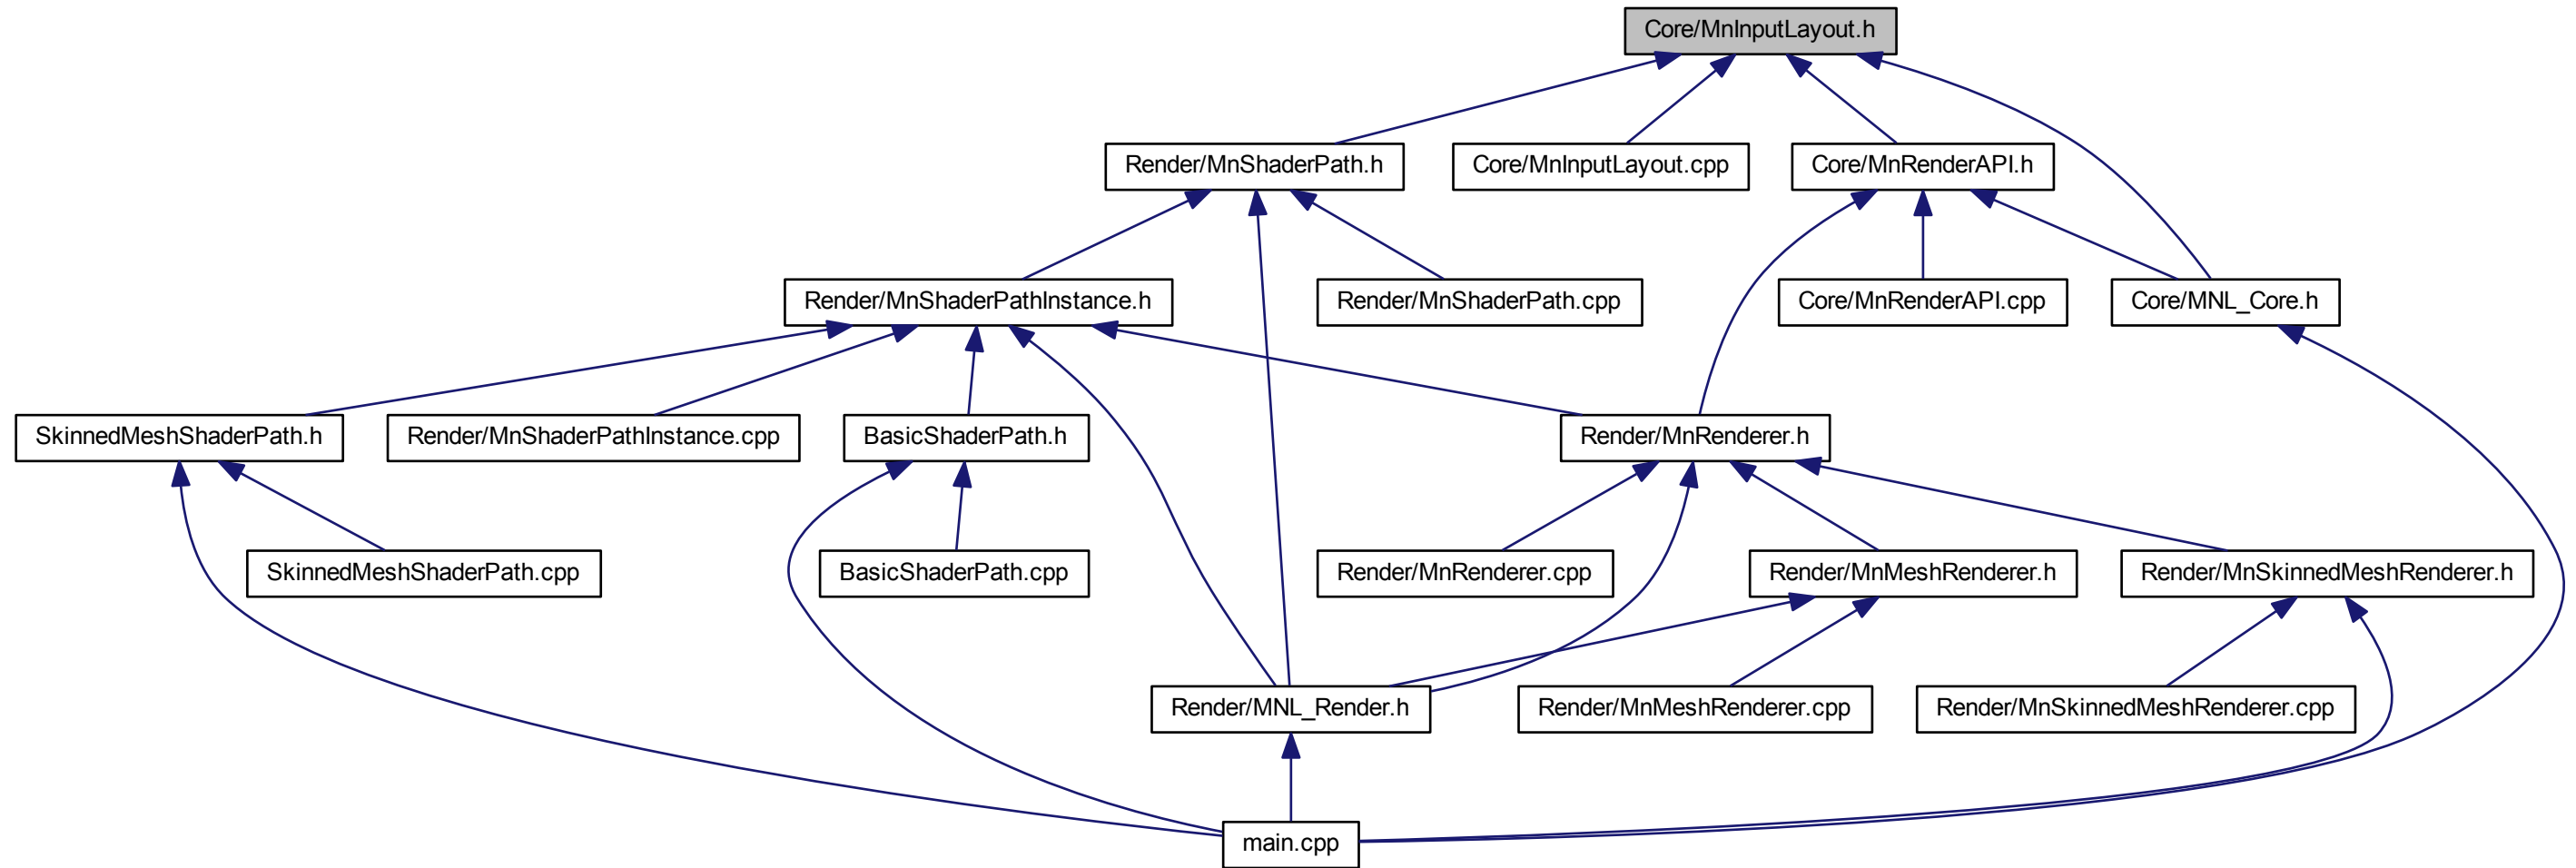 Core/MnInputLayout.h
Render/MnShaderPath.h
Core/MnInputLayout.cpp
Core/MnRenderAPI.h
Render/MnShaderPathInstance.h
Render/MnShaderPath.cpp
Core/MnRenderAPI.cpp
Core/MNL_Core.h
SkinnedMeshShaderPath.h
Render/MnShaderPathInstance.cpp
BasicShaderPath.h
Render/MnRenderer.h
SkinnedMeshShaderPath.cpp
BasicShaderPath.cpp
Render/MnRenderer.cpp
Render/MnMeshRenderer.h
Render/MnSkinnedMeshRenderer.h
Render/MNL_Render.h
Render/MnMeshRenderer.cpp
Render/MnSkinnedMeshRenderer.cpp
main.cpp